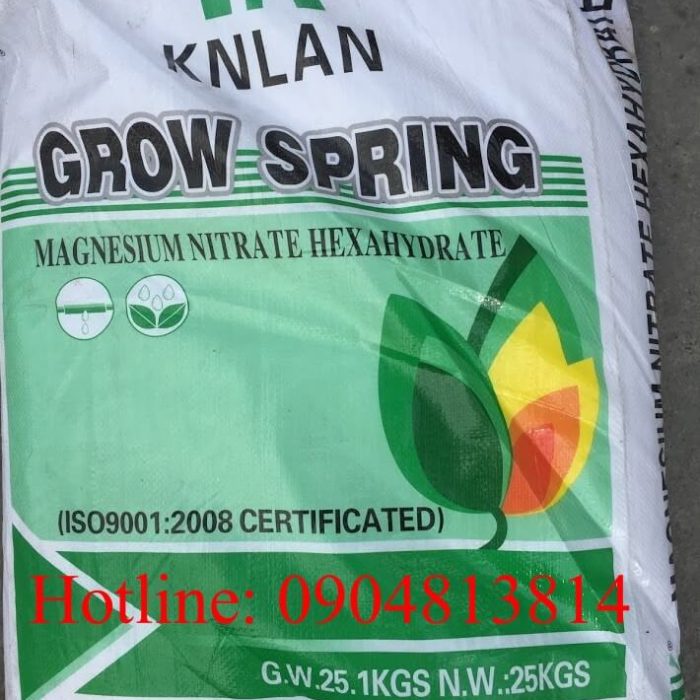 KNLAN
GROW SPRING
MAGNESIUM NITRATE HEXAHYDRATE
(ISO9001:2008 CERTIFICATED)
Hotline: 0904813814
G.W.25.1KGS N.W.:25KGS
MAGNESIUM NITRATE HEXAHYDRATE